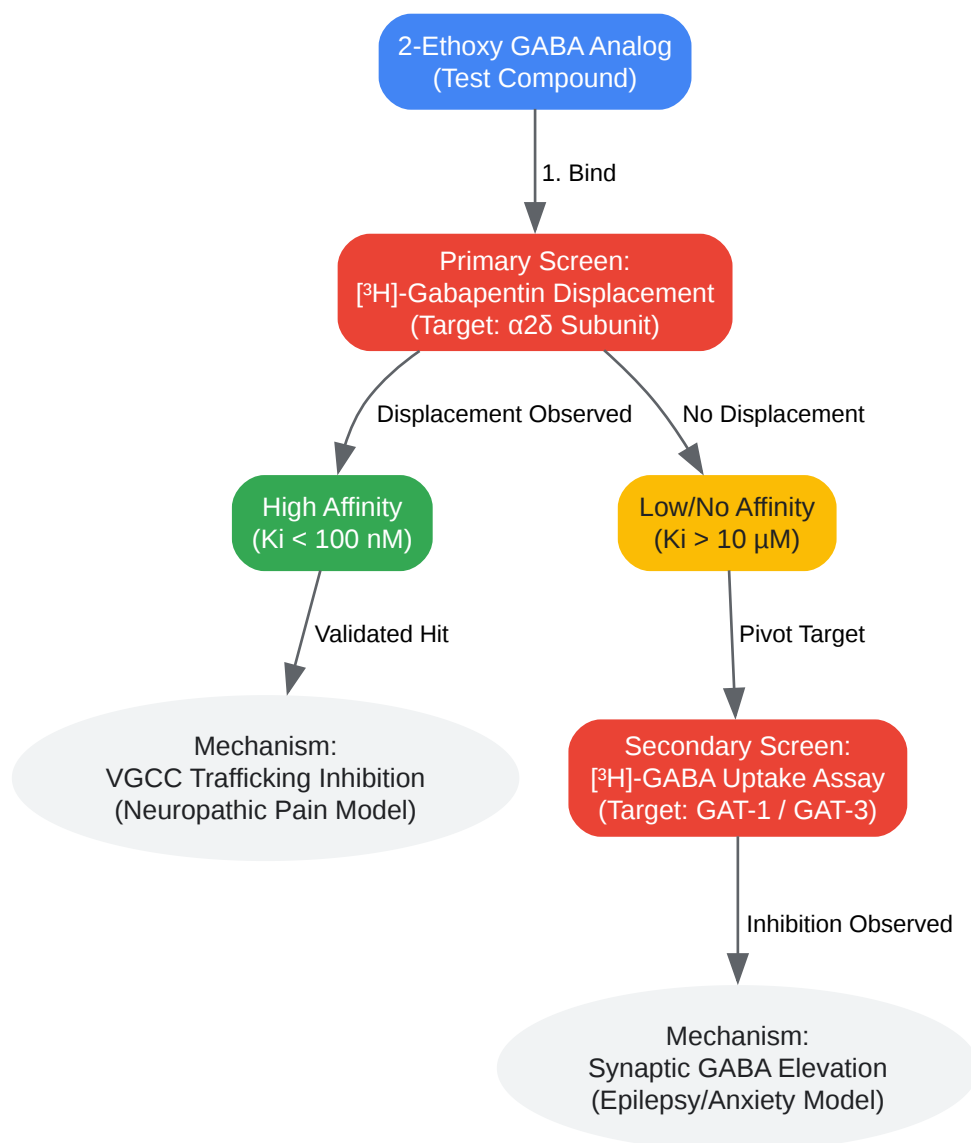 2-Ethoxy GABA Analog
(Test Compound)
1. Bind
Primary Screen:
[³H]-Gabapentin Displacement
(Target: α2δ Subunit)
Displacement Observed
No Displacement
High Affinity
(Ki < 100 nM)
Low/No Affinity
(Ki > 10 µM)
Validated Hit
Pivot Target
Mechanism:
VGCC Trafficking Inhibition
(Neuropathic Pain Model)
Secondary Screen:
[³H]-GABA Uptake Assay
(Target: GAT-1 / GAT-3)
Inhibition Observed
Mechanism:
Synaptic GABA Elevation
(Epilepsy/Anxiety Model)